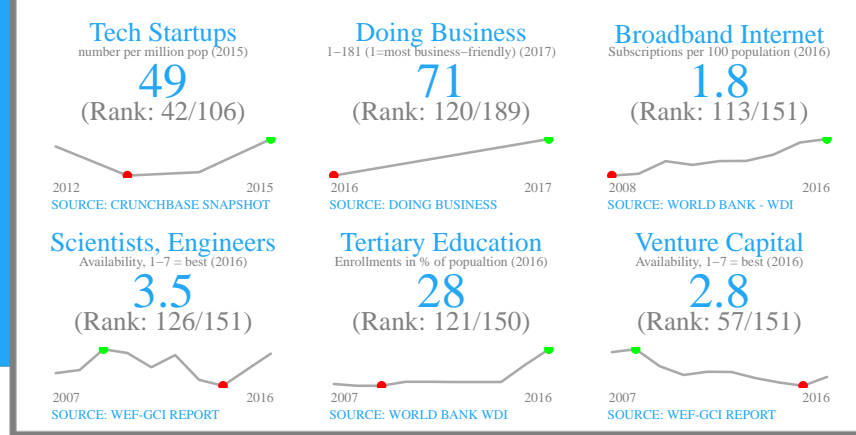 Tech Startups
number per million pop (2015)
49
(Rank: 42/106)
2012 2015
SOURCE: CRUNCHBASE SNAPSHOT
Doing Business
1–181 (1=most business–friendly) (2017)
71
(Rank: 120/189)
2016 2017
SOURCE: DOING BUSINESS
Broadband Internet
Subscriptions per 100 population (2016)
1.8
(Rank: 113/151)
2008 2016
SOURCE: WORLD BANK - WDI
Scientists, Engineers
Availability, 1–7 = best (2016)
3.5
(Rank: 126/151)
2007 2016
SOURCE: WEF-GCI REPORT
Tertiary Education
Enrollments in % of popualtion (2016)
28
(Rank: 121/150)
2007 2016
SOURCE: WORLD BANK WDI
Venture Capital
Availability, 1–7 = best (2016)
2.8
(Rank: 57/151)
2007 2016
SOURCE: WEF-GCI REPORT